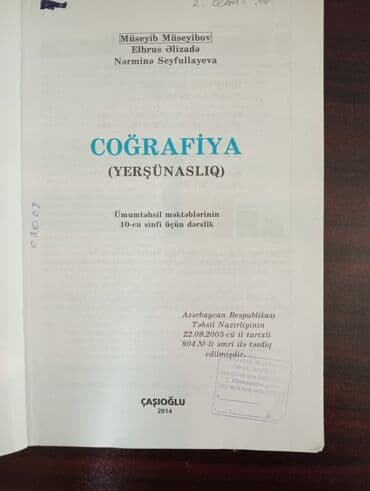 Müseyib Müseyibov
Elbrus Əlizadə
Nərminə Seyfullayeva
COĞRAFİYA
(YERŞÜNASLIQ)
Ümumtəhsil məktəblərinin
10-cu sinfi üçün dərslik
Azərbaycan Respublikası
Təhsil Nazirliyinin
22.09.2003-cü il tarixli
804 №-li əmri ilə təsdiq
edilmişdir.
ÇAŞIOĞLU
2014